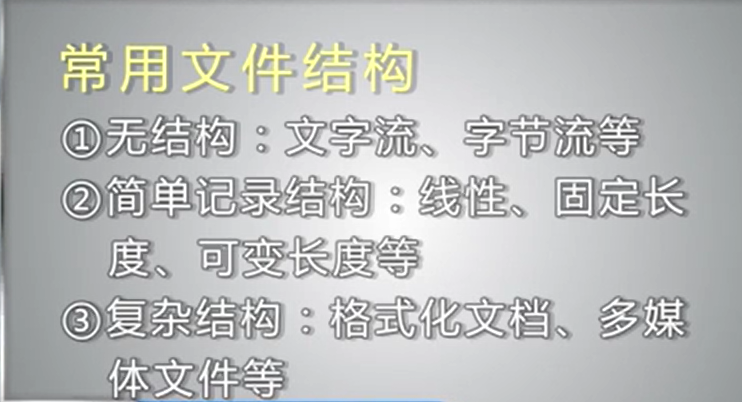 常用文件结构
①无结构：文字流、字节流等
②简单记录结构：线性、固定长
度、可变长度等
③复杂结构：格式化文档、多媒
体文件等